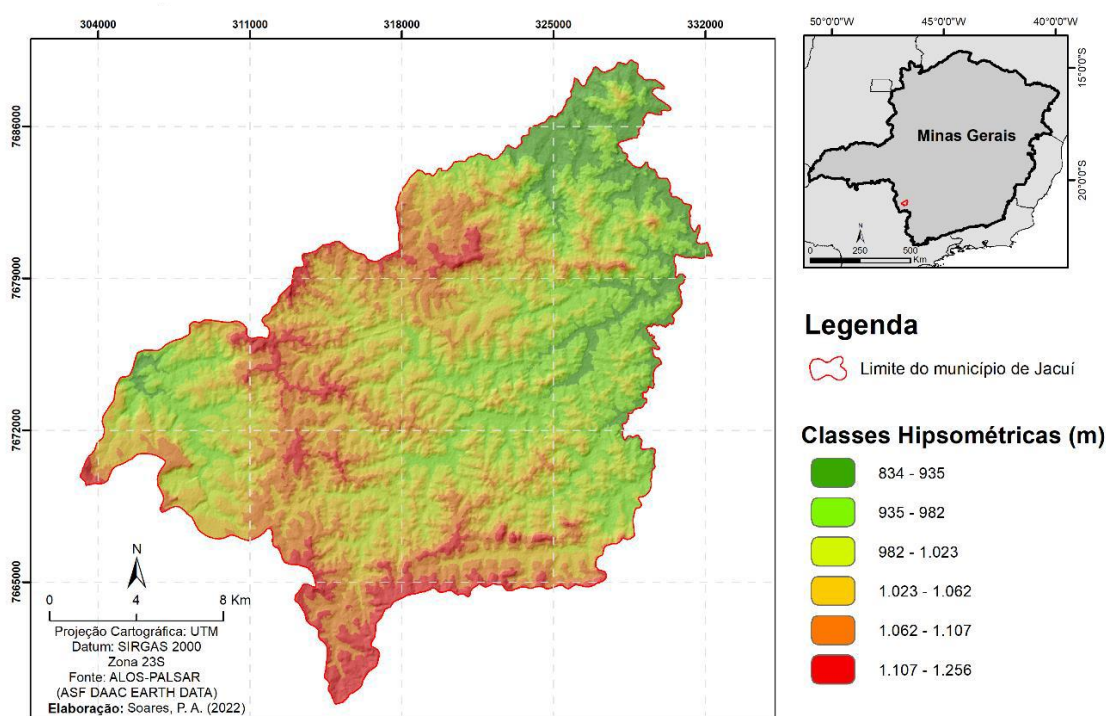 304000 311000 318000 325000 332000
7686000
7679000
7672000
7665000
N
0 4 8 Km
Projeção Cartográfica: UTM
Datum: SIRGAS 2000
Zona 23S
Fonte: ALOS-PALSAR
(ASF DAAC EARTH DATA)
Elaboração: Soares, P. A. (2022)
50°0'0"W 45°0'0"W 40°0'0"W
15°0'0"S
20°0'0"S
Minas Gerais
N
0 250 500
Km
Legenda
Limite do município de Jacuí
Classes Hipsométricas (m)
834 - 935
935 - 982
982 - 1.023
1.023 - 1.062
1.062 - 1.107
1.107 - 1.256